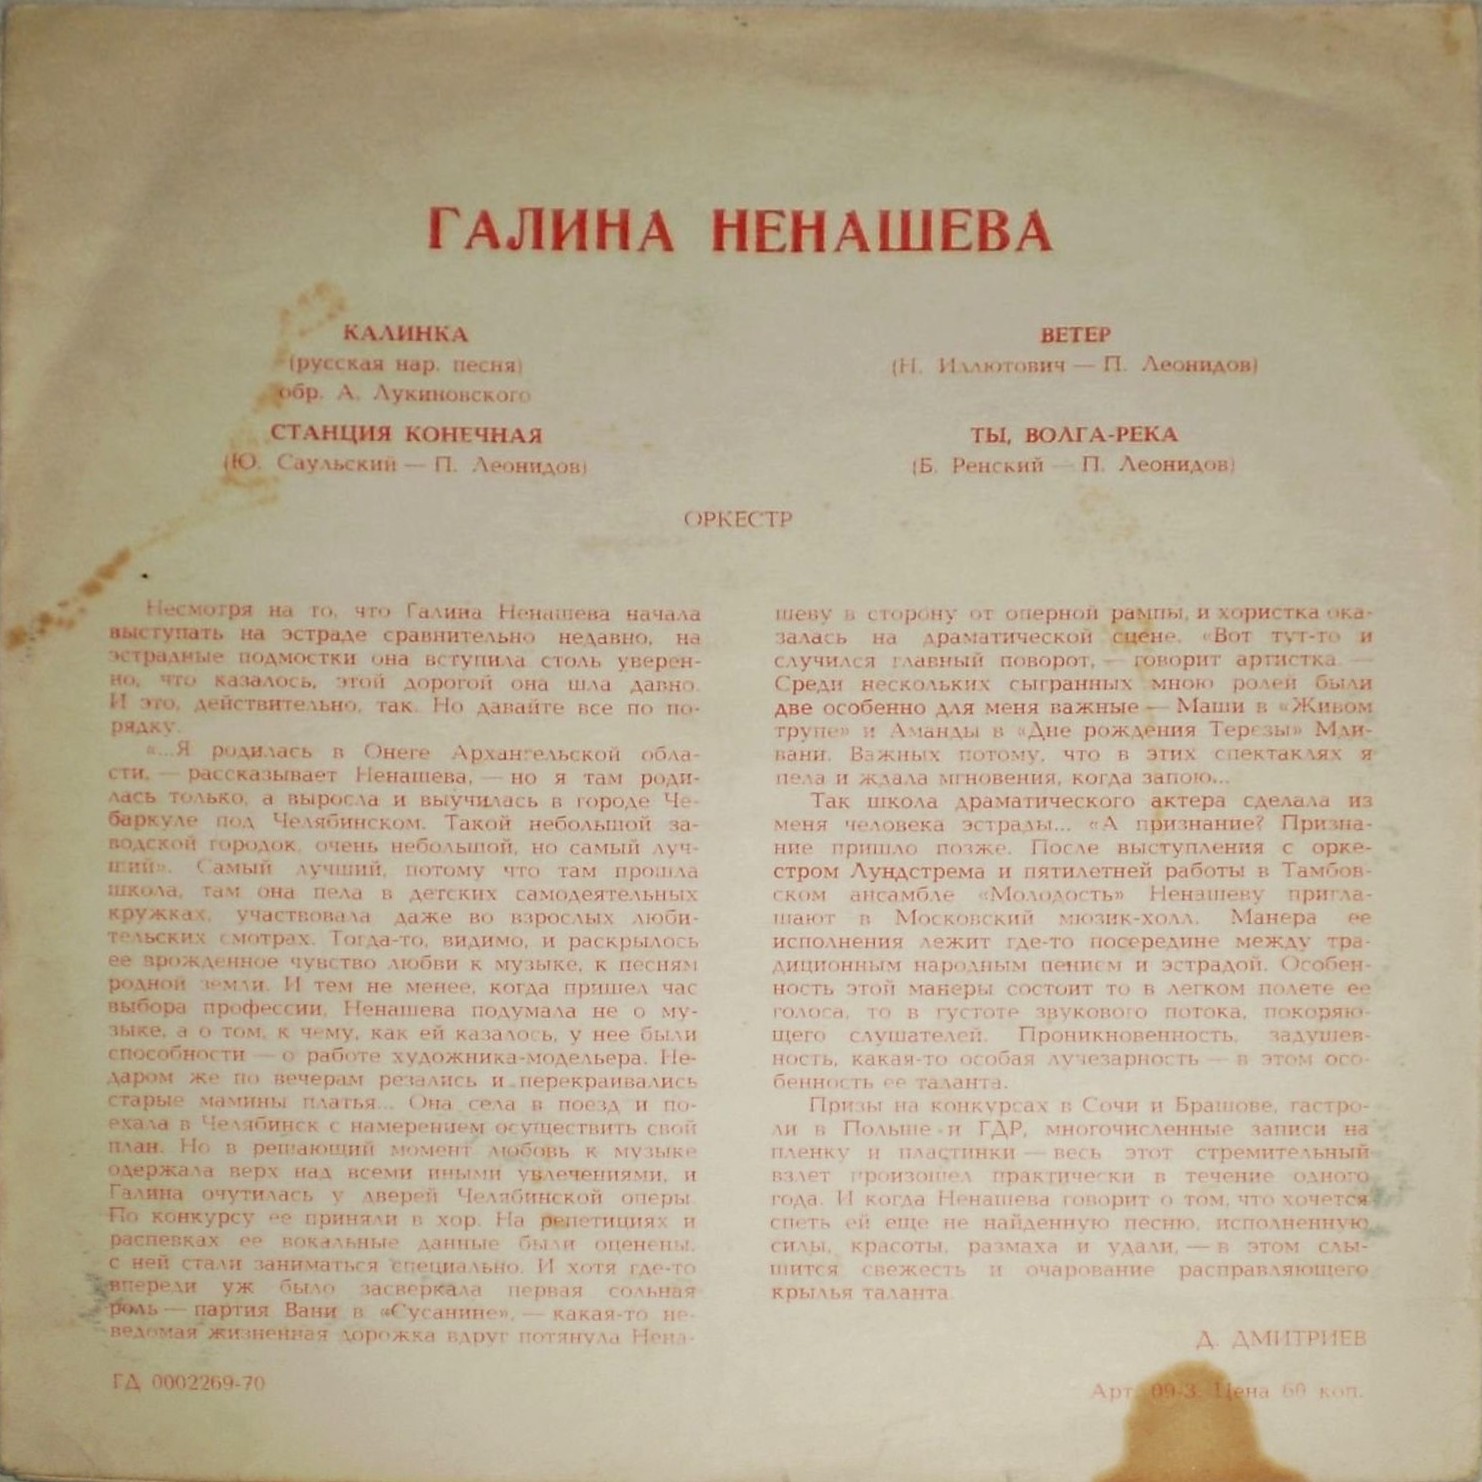 ГАЛИНА НЕНАШЕВА
КАЛИНКА
(русская нар. песня)
обр. А. Лукиновского
СТАНЦИЯ КОНЕЧНАЯ
(Ю. Саульский — П. Леонидов)
ВЕТЕР
(Н. Иллютович — П. Леонидов)
ТЫ, ВОЛГА-РЕКА
(Б. Ренский — П. Леонидов)
ОРКЕСТР
Несмотря на то, что Галина Ненашева начала
выступать на эстраде сравнительно недавно, на
эстрадные подмостки она вступила столь уверен-
но, что казалось, этой дорогой она шла давно.
И это, действительно, так. Но давайте все по по-
рядку.
«...Я родилась в Онеге Архангельской обла-
сти, — рассказывает Ненашева, — но я там роди-
лась только, а выросла и выучилась в городе Че-
баркуле под Челябинском. Такой небольшой за-
водской городок, очень небольшой, но самый луч-
ший». Самый лучший, потому что там прошла
школа, там она пела в детских самодеятельных
кружках, участвовала даже во взрослых люби-
тельских смотрах. Тогда-то, видимо, и раскрылось
ее врожденное чувство любви к музыке, к песням
родной земли. И тем не менее, когда пришел час
выбора профессии, Ненашева подумала не о му-
зыке, а о том, к чему, как ей казалось, у нее были
способности — о работе художника-модельера. Не-
даром же по вечерам резались и перекраивались
старые мамины платья... Она села в поезд и по-
ехала в Челябинск с намерением осуществить свой
план. Но в решающий момент любовь к музыке
одержала верх над всеми иными увлечениями, и
Галина очутилась у дверей Челябинской оперы.
По конкурсу ее приняли в хор. На репетициях и
распевках ее вокальные данные были оценены,
с ней стали заниматься специально. И хотя где-то
впереди уж было засверкала первая сольная
роль — партия Вани в «Сусанине», — какая-то не-
ведомая жизненная дорожка вдруг потянула Нена-
шеву в сторону от оперной рампы, и хористка ока-
залась на драматической сцене. «Вот тут-то и
случился главный поворот, — говорит артистка. —
Среди нескольких сыгранных мною ролей были
две особенно для меня важные — Маши в «Живом
трупе» и Аманды в «Дне рождения Терезы» Мди-
вани. Важных потому, что в этих спектаклях я
пела и ждала мгновения, когда запою...
Так школа драматического актера сделала из
меня человека эстрады... «А признание? Призна-
ние пришло позже. После выступления с орке-
стром Лундстрема и пятилетней работы в Тамбов-
ском ансамбле «Молодость» Ненашеву пригла-
шают в Московский мюзик-холл. Манера ее
исполнения лежит где-то посередине между тра-
диционным народным пением и эстрадой. Особен-
ность этой манеры состоит то в легком полете ее
голоса, то в густоте звукового потока, покоряю-
щего слушателей. Проникновенность, задушев-
ность, какая-то особая лучезарность — в этом осо-
бенность ее таланта.
Призы на конкурсах в Сочи и Брашове, гастро-
ли в Польше и ГДР, многочисленные записи на
пленку и пластинки — весь этот стремительный
взлет произошел практически в течение одного
года. И когда Ненашева говорит о том, что хочется
спеть ей еще не найденную песню, исполненную
силы, красоты, размаха и удали, — в этом слы-
шится свежесть и очарование расправляющего
крылья таланта.
Д. ДМИТРИЕВ
ГД 0002269-70
Арт. 09-3. Цена 60 коп.